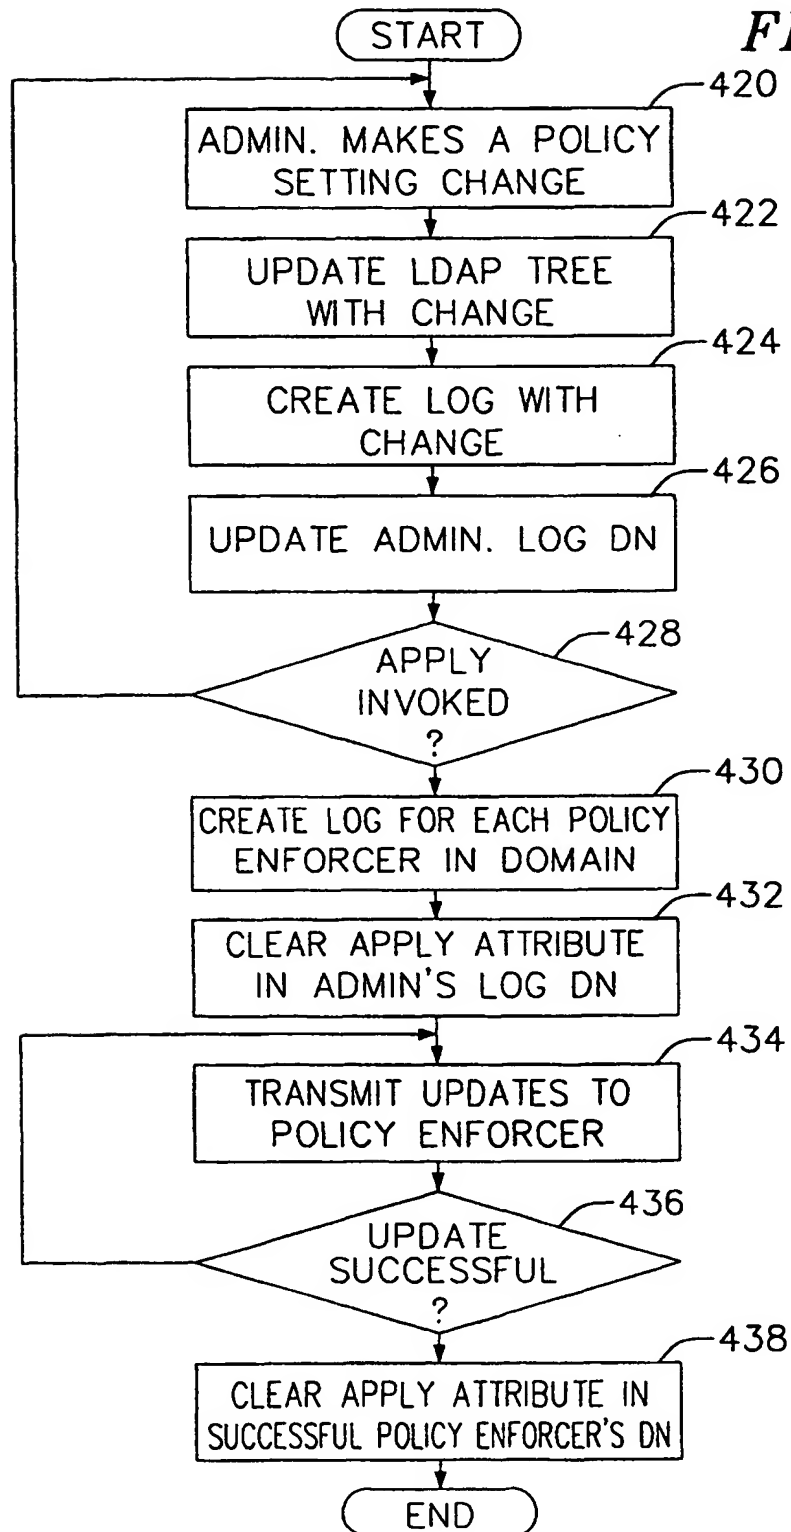 START
420
ADMIN. MAKES A POLICY
SETTING CHANGE
422
UPDATE LDAP TREE
WITH CHANGE
424
CREATE LOG WITH
CHANGE
426
UPDATE ADMIN. LOG DN
428
APPLY
INVOKED
?
430
CREATE LOG FOR EACH POLICY
ENFORCER IN DOMAIN
432
CLEAR APPLY ATTRIBUTE
IN ADMIN'S LOG DN
434
TRANSMIT UPDATES TO
POLICY ENFORCER
436
UPDATE
SUCCESSFUL
?
438
CLEAR APPLY ATTRIBUTE IN
SUCCESSFUL POLICY ENFORCER'S DN
END